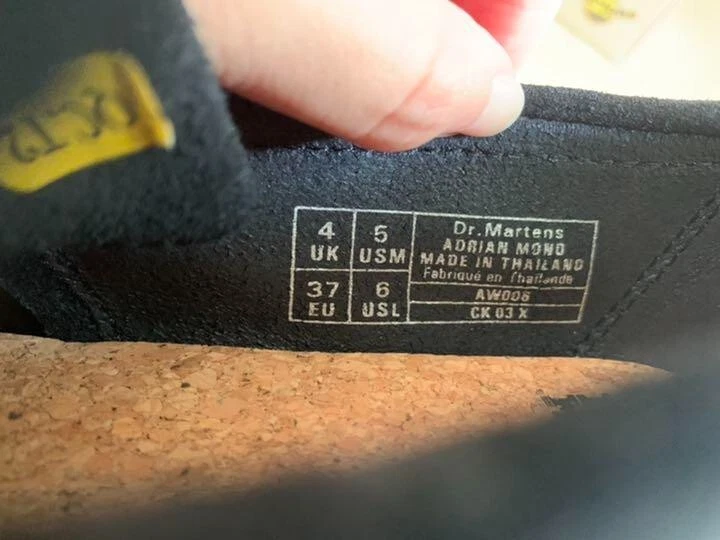 4 UK
5 USM
37 EU
6 USL
Dr.Martens
ADRIAN MONO
MADE IN THAILAND
Fabriqué en Thaïlande
AW006
CK 03 X